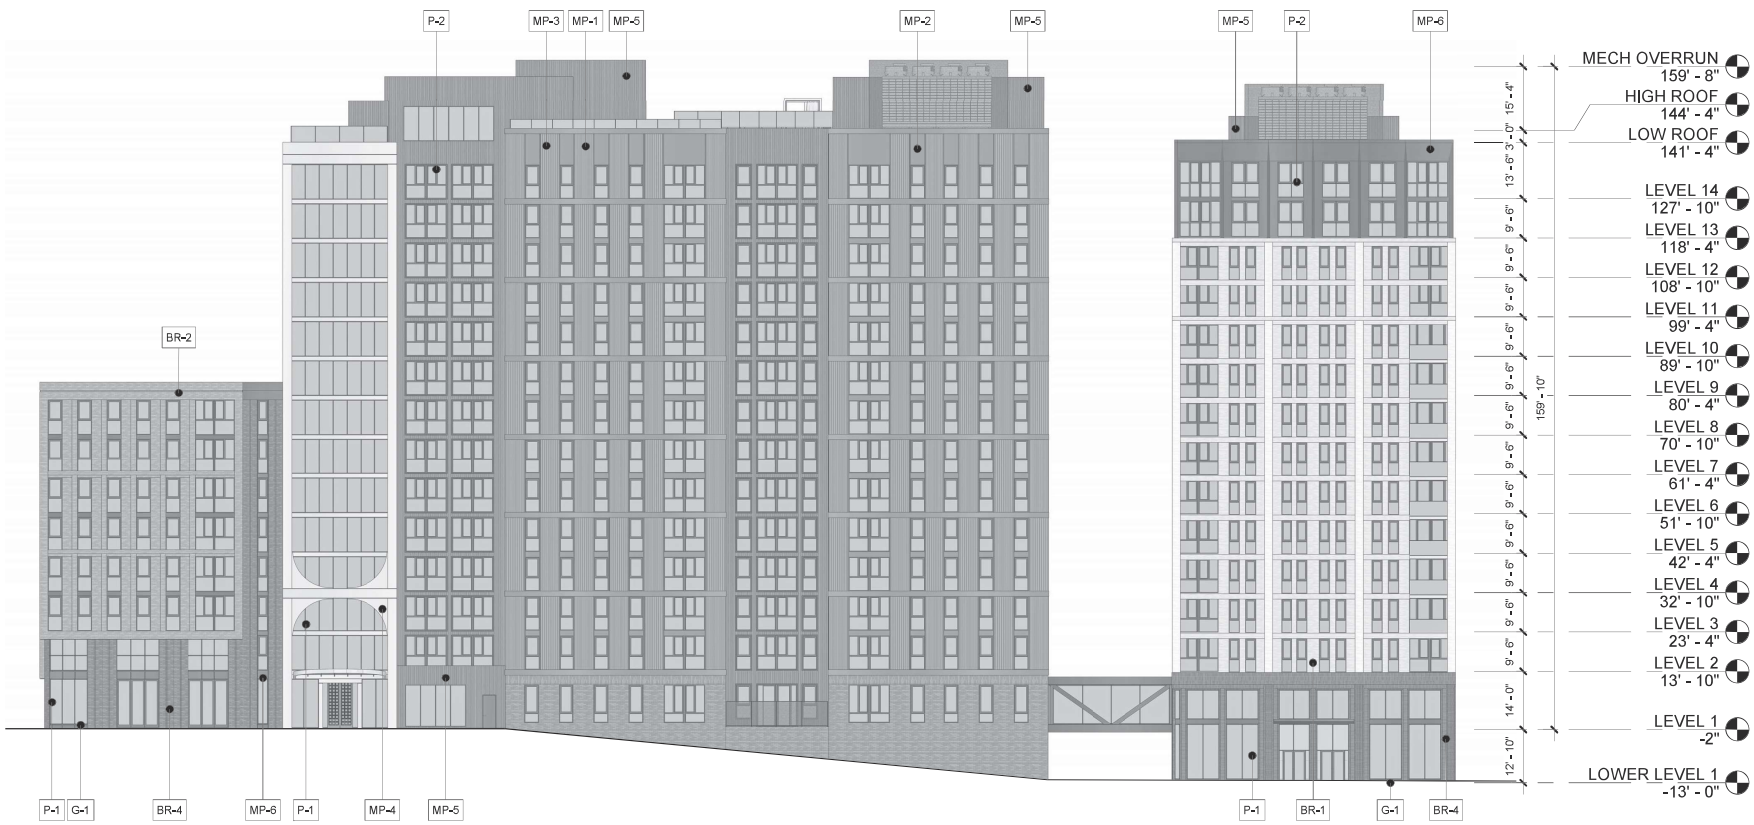 P-2
MP-3
MP-1
MP-5
MP-2
MP-5
MP-5
P-2
MP-6
MECH OVERRUN
159' - 8"
15' - 4"
HIGH ROOF
144' - 4"
3' - 0"
LOW ROOF
141' - 4"
13' - 6"
LEVEL 14
127' - 10"
9' - 6"
LEVEL 13
118' - 4"
9' - 6"
LEVEL 12
108' - 10"
9' - 6"
LEVEL 11
99' - 4"
9' - 6"
BR-2
LEVEL 10
89' - 10"
9' - 6"
LEVEL 9
80' - 4"
159' - 10"
9' - 6"
LEVEL 8
70' - 10"
9' - 6"
LEVEL 7
61' - 4"
9' - 6"
LEVEL 6
51' - 10"
9' - 6"
LEVEL 5
42' - 4"
9' - 6"
LEVEL 4
32' - 10"
9' - 6"
LEVEL 3
23' - 4"
9' - 6"
LEVEL 2
13' - 10"
14' - 0"
LEVEL 1
-2"
12' - 10"
LOWER LEVEL 1
-13' - 0"
P-1
G-1
BR-4
MP-6
P-1
MP-4
MP-5
P-1
BR-1
G-1
BR-4